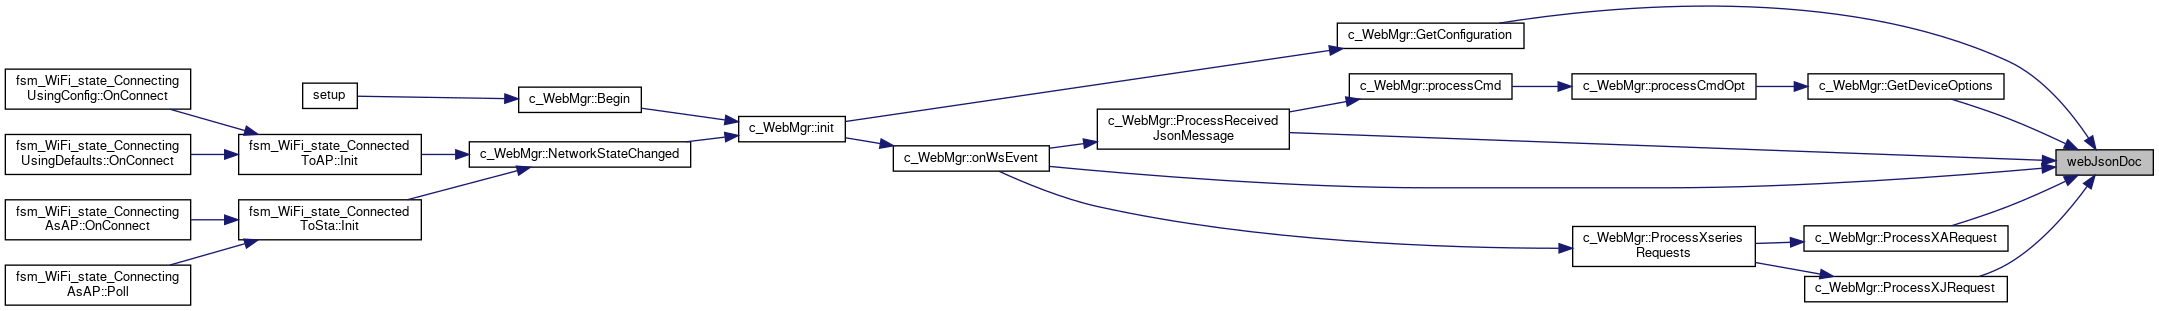 fsm_WiFi_state_Connecting
UsingConfig::OnConnect
fsm_WiFi_state_Connecting
UsingDefaults::OnConnect
fsm_WiFi_state_Connecting
AsAP::OnConnect
fsm_WiFi_state_Connecting
AsAP::Poll
setup
fsm_WiFi_state_Connected
ToAP::Init
fsm_WiFi_state_Connected
ToSta::Init
c_WebMgr::Begin
c_WebMgr::NetworkStateChanged
c_WebMgr::init
c_WebMgr::onWsEvent
c_WebMgr::GetConfiguration
c_WebMgr::ProcessReceived
JsonMessage
c_WebMgr::processCmd
c_WebMgr::processCmdOpt
c_WebMgr::GetDeviceOptions
c_WebMgr::ProcessXseries
Requests
c_WebMgr::ProcessXARequest
c_WebMgr::ProcessXJRequest
webJsonDoc